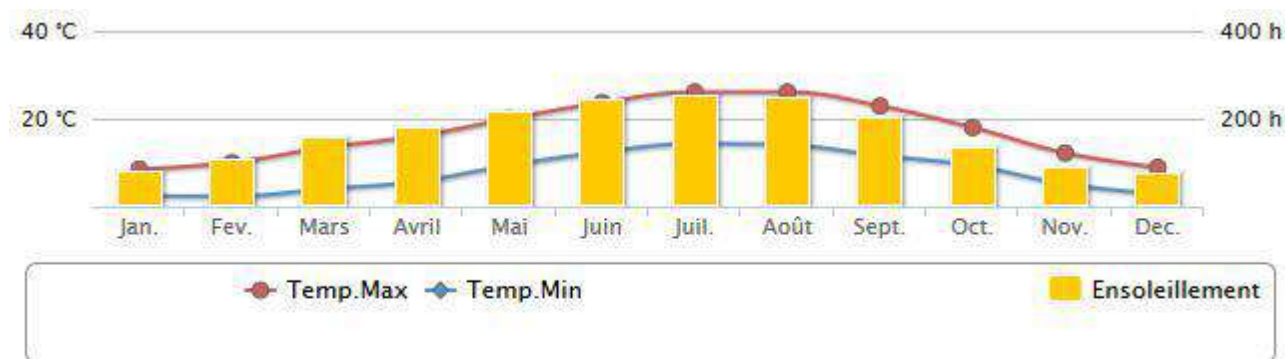 40 °C 400 h
20 °C 200 h
Jan. Fev. Mars Avril Mai Juin Juil. Août Sept. Oct. Nov. Dec.
Temp.Max Temp.Min Ensoleillement